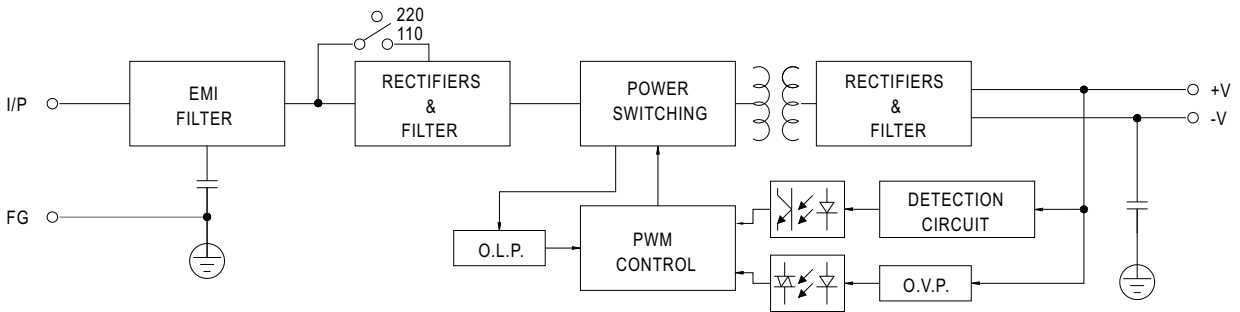 220
110
I/P
EMI
FILTER
RECTIFIERS
&
FILTER
POWER
SWITCHING
RECTIFIERS
&
FILTER
+V
-V
FG
O.L.P.
PWM
CONTROL
DETECTION
CIRCUIT
O.V.P.